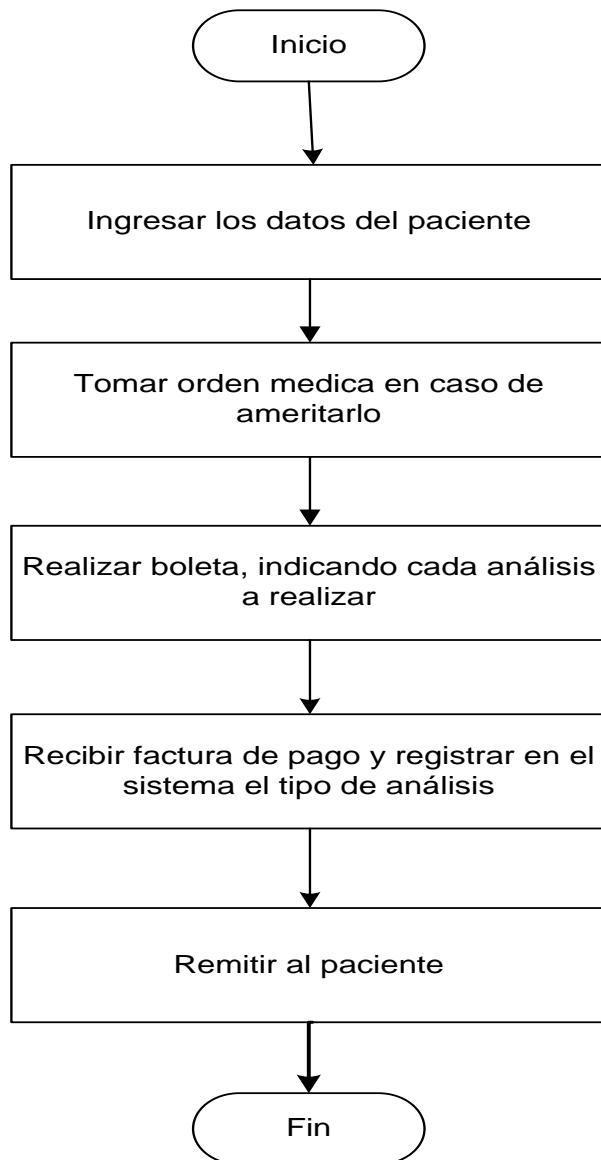 Inicio
Ingresar los datos del paciente
Tomar orden medica en caso de
ameritarlo
Realizar boleta, indicando cada análisis
a realizar
Recibir factura de pago y registrar en el
sistema el tipo de análisis
Remitir al paciente
Fin